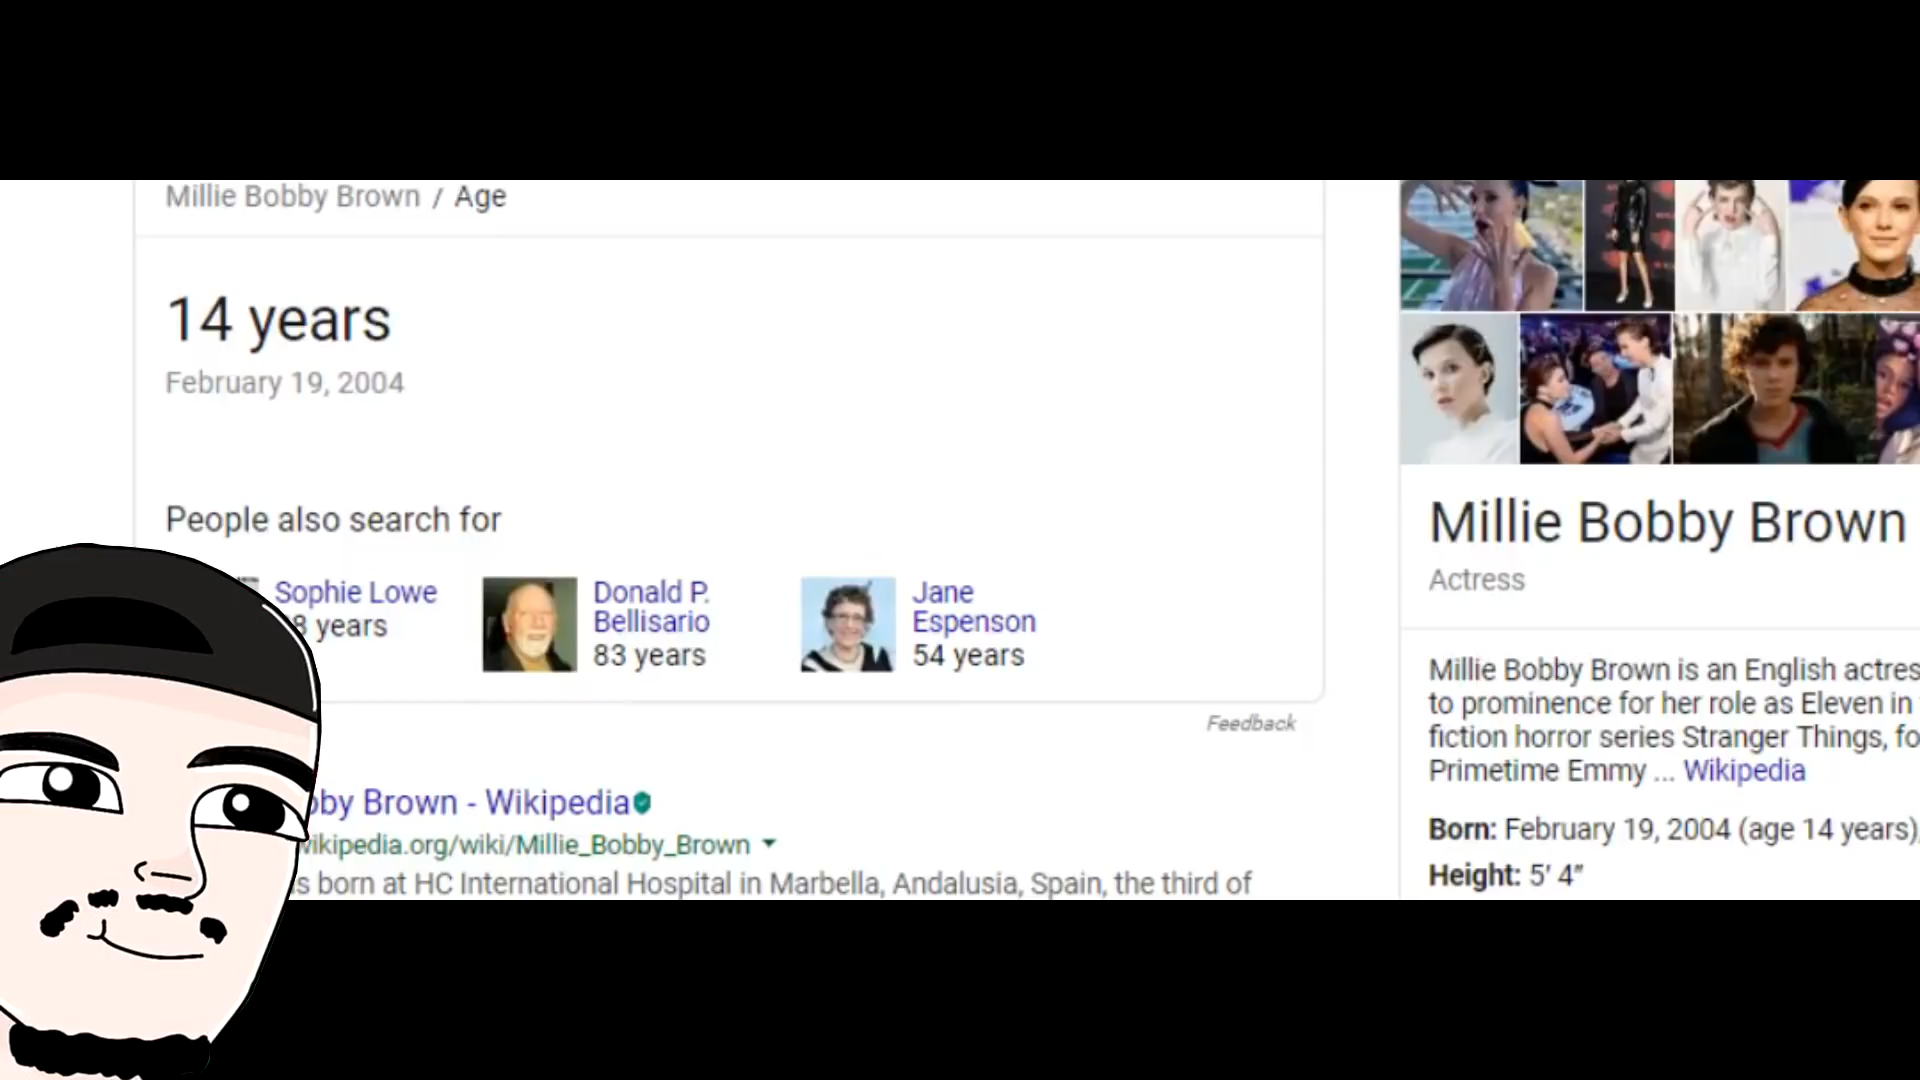 Millie Bobby Brown / Age
14 years
February 19, 2004
People also search for
Sophie Lowe
8 years
Donald P.
Bellisario
83 years
Jane
Espenson
54 years
Feedback
bby Brown - Wikipedia
ikipedia.org/wiki/Millie_Bobby_Brown
s born at HC International Hospital in Marbella, Andalusia, Spain, the third of
Millie Bobby Brown
Actress
Millie Bobby Brown is an English actres
to prominence for her role as Eleven in
fiction horror series Stranger Things, fo
Primetime Emmy ... Wikipedia
Born: February 19, 2004 (age 14 years),
Height: 5′ 4″